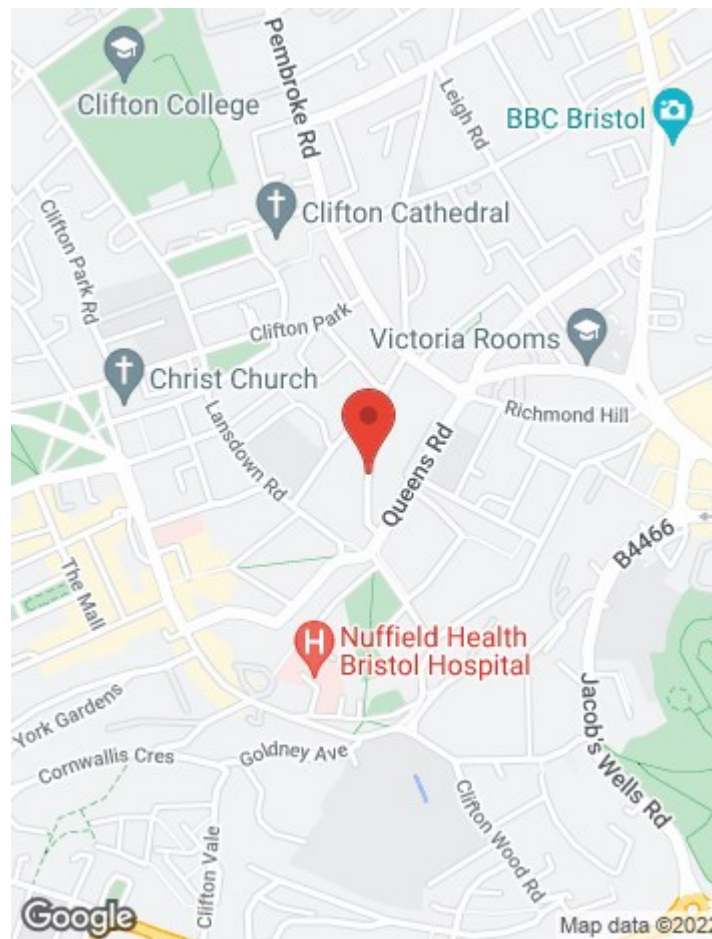 Pembroke Rd
Clifton College
Leigh Rd
BBC Bristol
Clifton Cathedral
Clifton Park Rd
Clifton Park
Victoria Rooms
Christ Church
Richmond Hill
Lansdown Rd
Queens Rd
B4466
The Mall
H
Nuffield Health
Bristol Hospital
York Gardens
Jacob's Wells Rd
Cornwallis Cres
Goldney Ave
Clifton Wood Rd
Clifton Vale
Google
Map data ©2022